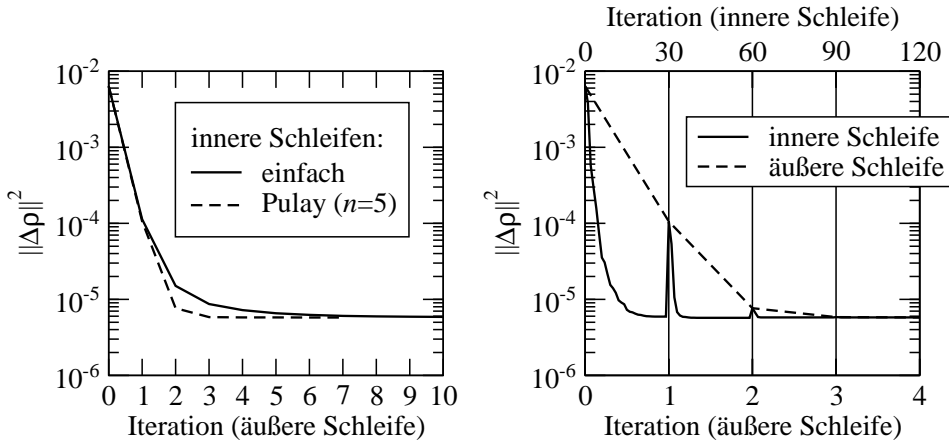 10^-2
10^-3
10^-4
10^-5
10^-6
||Δρ||^2
innere Schleifen:
einfach
Pulay (n=5)
0 1 2 3 4 5 6 7 8 9 10
Iteration (äußere Schleife)
Iteration (innere Schleife)
0 30 60 90 120
10^-2
10^-3
10^-4
10^-5
10^-6
||Δρ||^2
innere Schleife
äußere Schleife
0 1 2 3 4
Iteration (äußere Schleife)